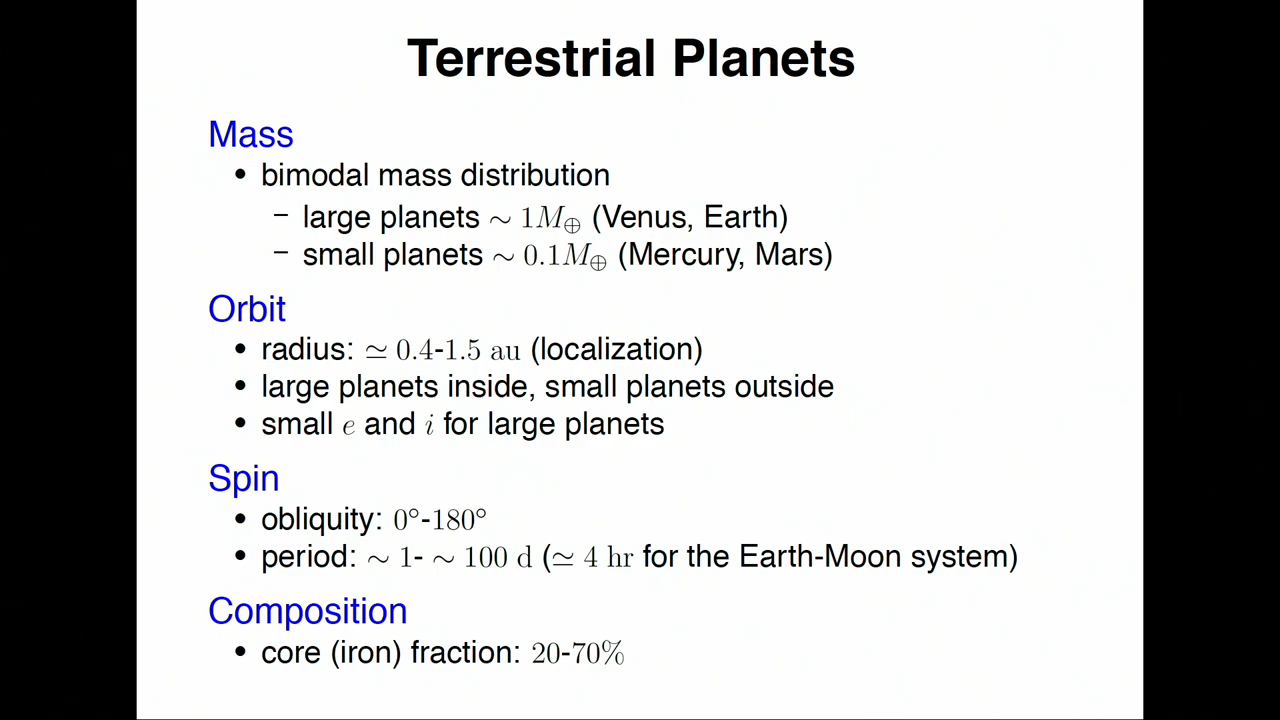 Terrestrial Planets
Mass
• bimodal mass distribution
– large planets ∼ 1M⊕ (Venus, Earth)
– small planets ∼ 0.1M⊕ (Mercury, Mars)
Orbit
• radius: ≃ 0.4-1.5 au (localization)
• large planets inside, small planets outside
• small e and i for large planets
Spin
• obliquity: 0°-180°
• period: ∼ 1- ∼ 100 d (≃ 4 hr for the Earth-Moon system)
Composition
• core (iron) fraction: 20-70%